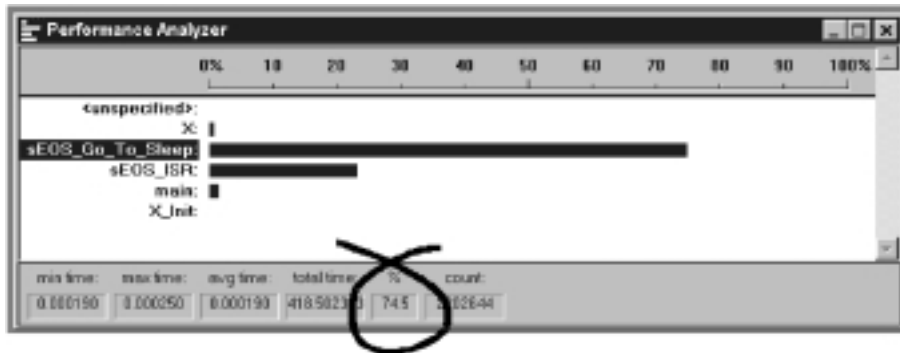 Performance Analyzer
0% 10 20 30 40 50 60 70 80 90 100%
<unspecified>:
X:
sEOS_Go_To_Sleep:
sEOS_ISR:
main:
X_Init:
min time: max time: avg time: total time: % count:
0.000190 0.000250 0.000190 74.5